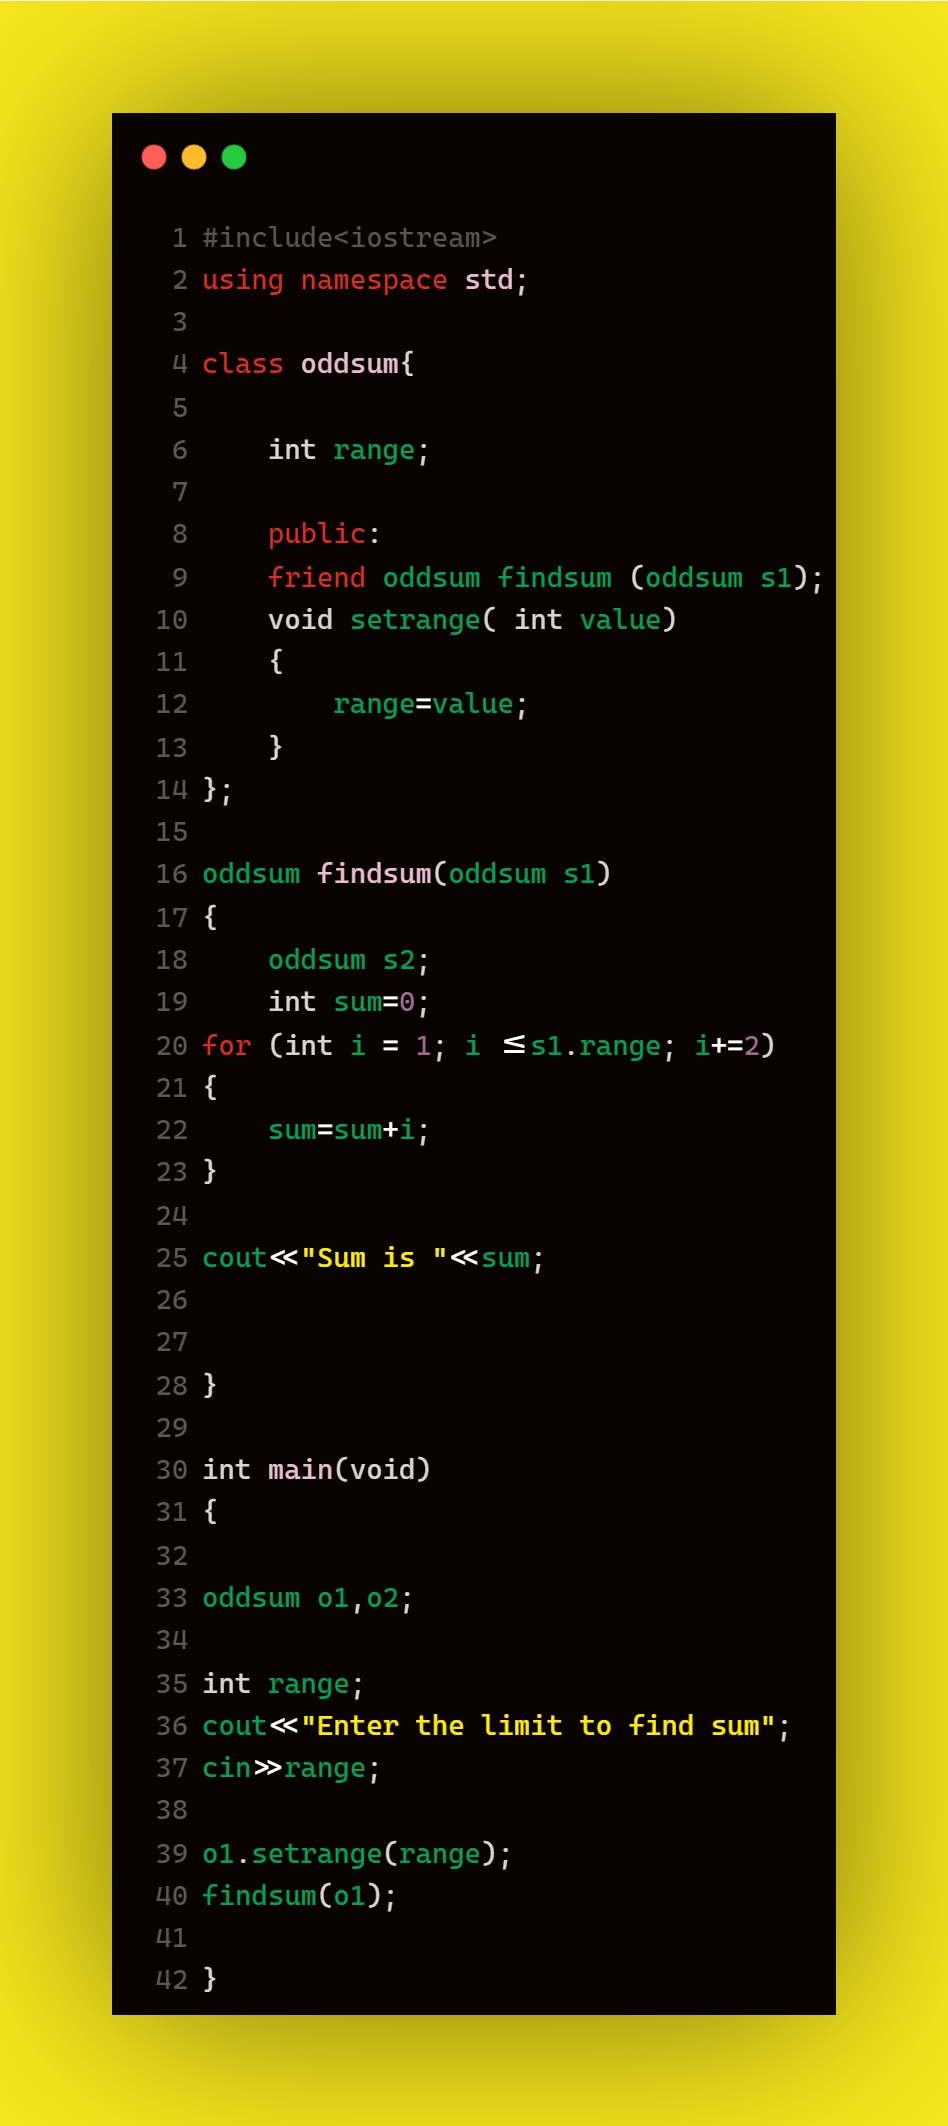 1 #include<iostream>
2 using namespace std;
3
4 class oddsum{
5
6     int range;
7
8     public:
9     friend oddsum findsum (oddsum s1);
10     void setrange( int value)
11     {
12         range=value;
13     }
14 };
15
16 oddsum findsum(oddsum s1)
17 {
18     oddsum s2;
19     int sum=0;
20 for (int i = 1; i <=s1.range; i+=2)
21 {
22     sum=sum+i;
23 }
24
25 cout<<"Sum is "<<sum;
26
27
28 }
29
30 int main(void)
31 {
32
33 oddsum o1,o2;
34
35 int range;
36 cout<<"Enter the limit to find sum";
37 cin>>range;
38
39 o1.setrange(range);
40 findsum(o1);
41
42 }